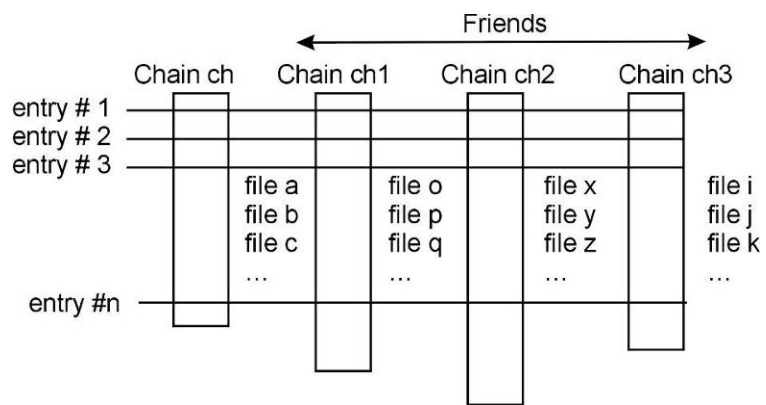 Friends
Chain ch Chain ch1 Chain ch2 Chain ch3
entry # 1
entry # 2
entry # 3
file a file o file x file i
file b file p file y file j
file c file q file z file k
... ... ... ...
entry #n